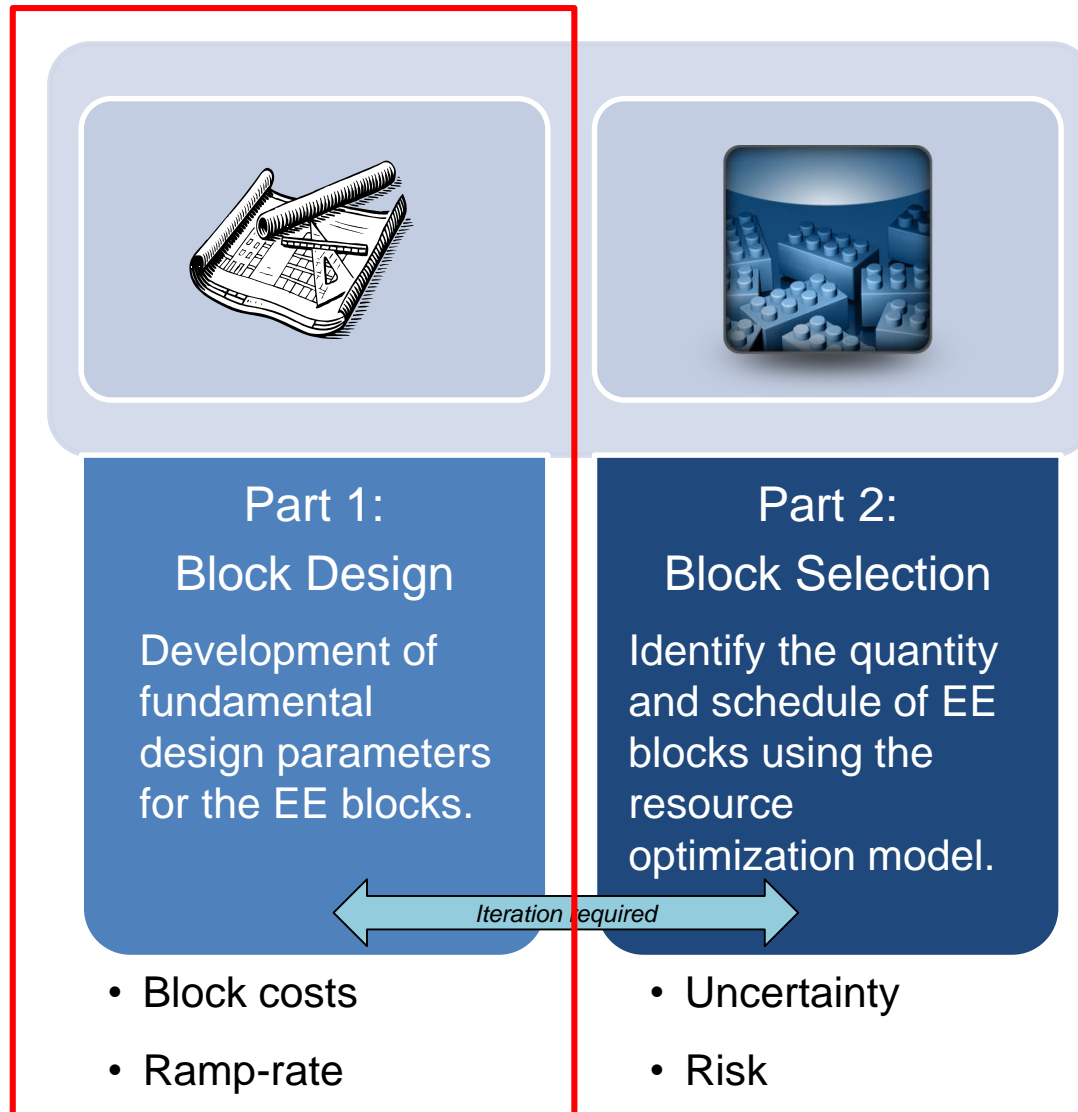 Part 1:
Block Design
Development of
fundamental
design parameters
for the EE blocks.
Part 2:
Block Selection
Identify the quantity
and schedule of EE
blocks using the
resource
optimization model.
Iteration required
• Block costs
• Ramp-rate
• Uncertainty
• Risk